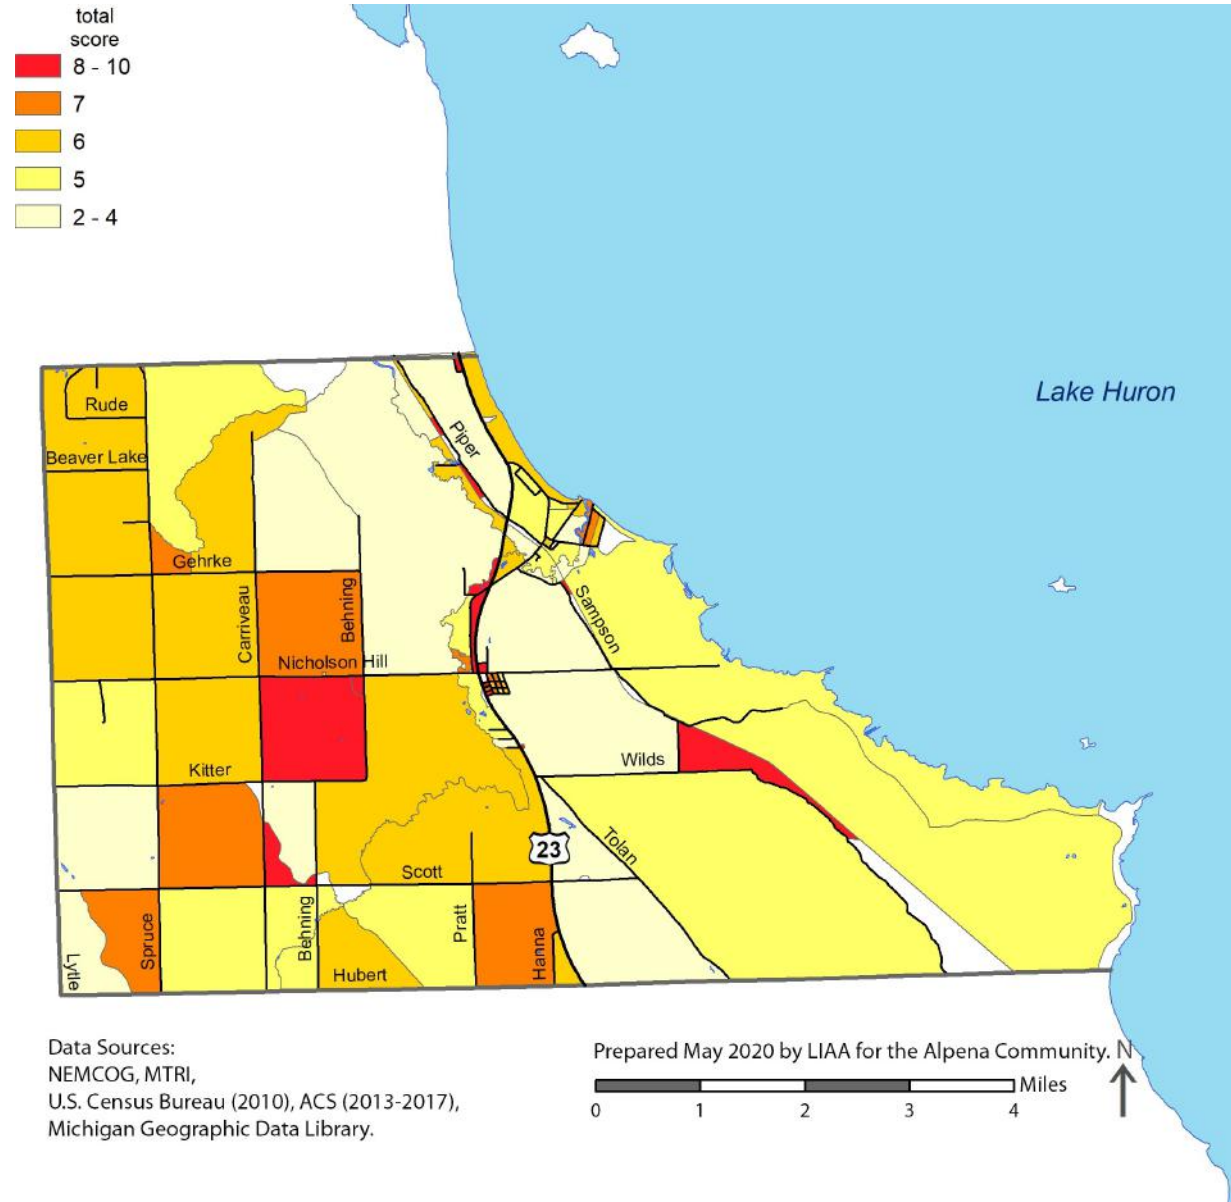 total
score
8 - 10
7
6
5
2 - 4
Lake Huron
Rude
Piper
Beaver Lake
Gehrke
Carriveau
Behning
Sampson
Nicholson Hill
Wilds
Kitter
23
Tolan
Scott
Spruce
Behning
Pratt
Hanna
Lytle
Hubert
Data Sources:
NEMCOG, MTRI,
U.S. Census Bureau (2010), ACS (2013-2017),
Michigan Geographic Data Library.
Prepared May 2020 by LIAA for the Alpena Community.
N
Miles
0 1 2 3 4